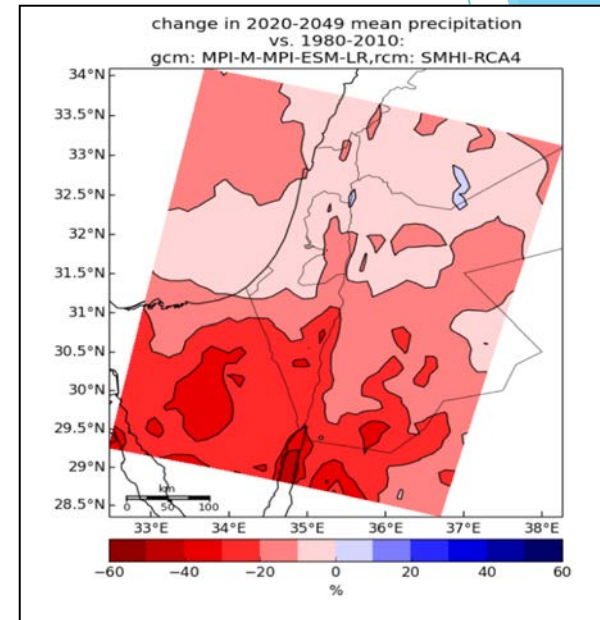 change in 2020-2049 mean precipitation
vs. 1980-2010:
gcm: MPI-M-MPI-ESM-LR,rcm: SMHI-RCA4
34°N
33.5°N
33°N
32.5°N
32°N
31.5°N
31°N
30.5°N
30°N
29.5°N
29°N
28.5°N
km
0 50 100
33°E 34°E 35°E 36°E 37°E 38°E
−60 −40 −20 0 20 40 60
%